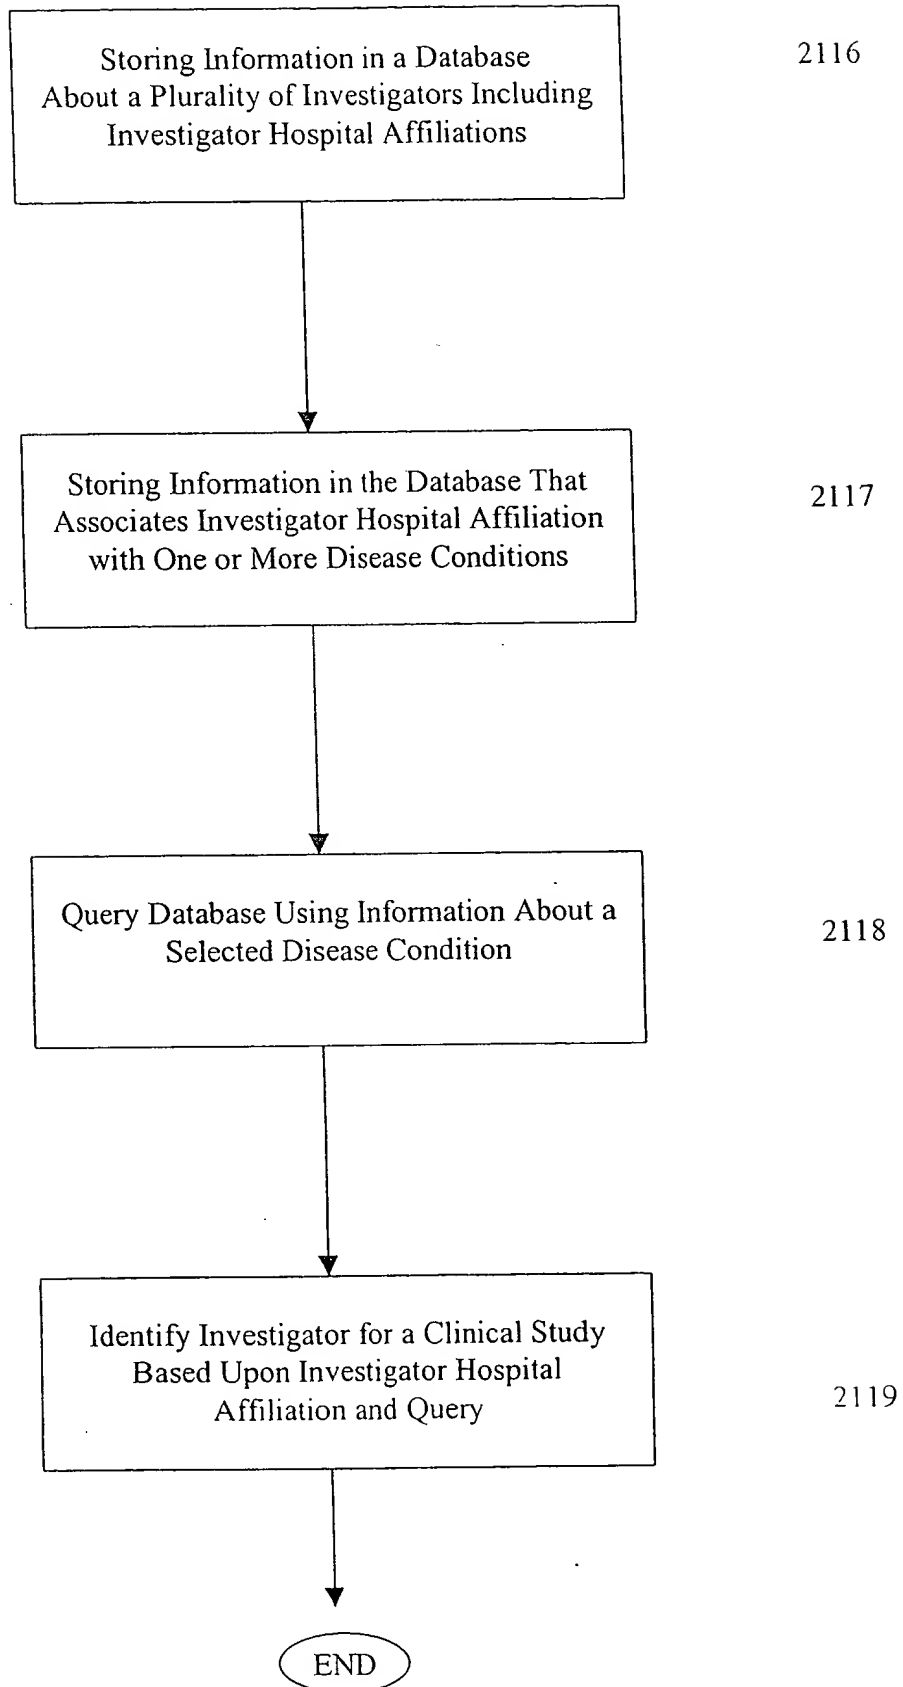 Storing Information in a Database
About a Plurality of Investigators Including
Investigator Hospital Affiliations
2116
Storing Information in the Database That
Associates Investigator Hospital Affiliation
with One or More Disease Conditions
2117
Query Database Using Information About a
Selected Disease Condition
2118
Identify Investigator for a Clinical Study
Based Upon Investigator Hospital
Affiliation and Query
2119
END